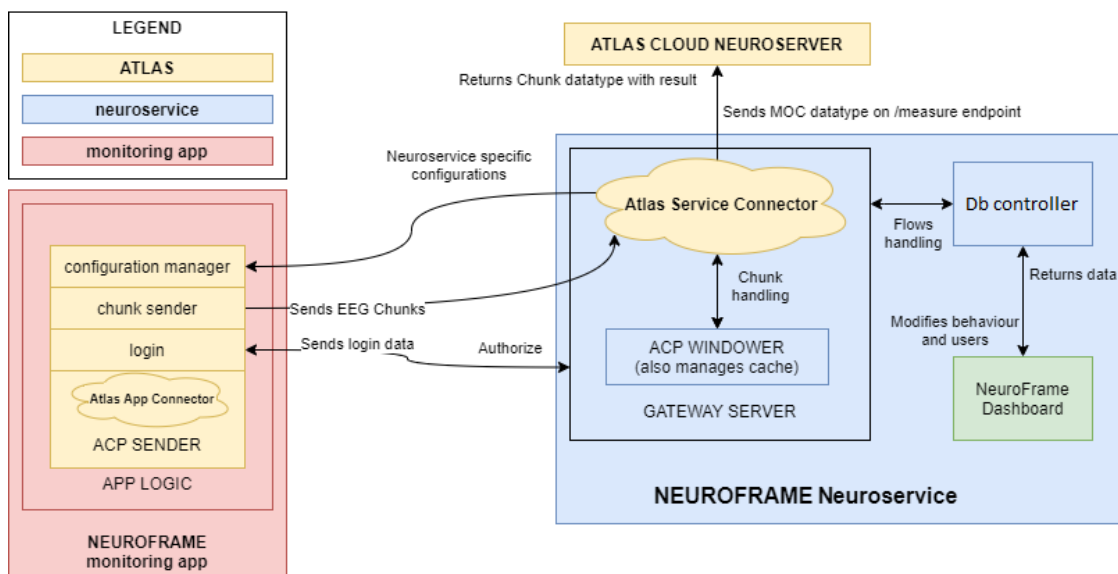 LEGEND
ATLAS
neuroservice
monitoring app
ATLAS CLOUD NEUROSERVER
Returns Chunk datatype with result
Sends MOC datatype on /measure endpoint
Neuroservice specific
configurations
Atlas Service Connector
Db controller
Flows
handling
configuration manager
Chunk
handling
Returns data
chunk sender
Sends EEG Chunks
login
Sends login data
Authorize
ACP WINDOWER
(also manages cache)
Modifies behaviour
and users
Atlas App Connector
GATEWAY SERVER
NeuroFrame
Dashboard
ACP SENDER
APP LOGIC
NEUROFRAME Neuroservice
NEUROFRAME
monitoring app